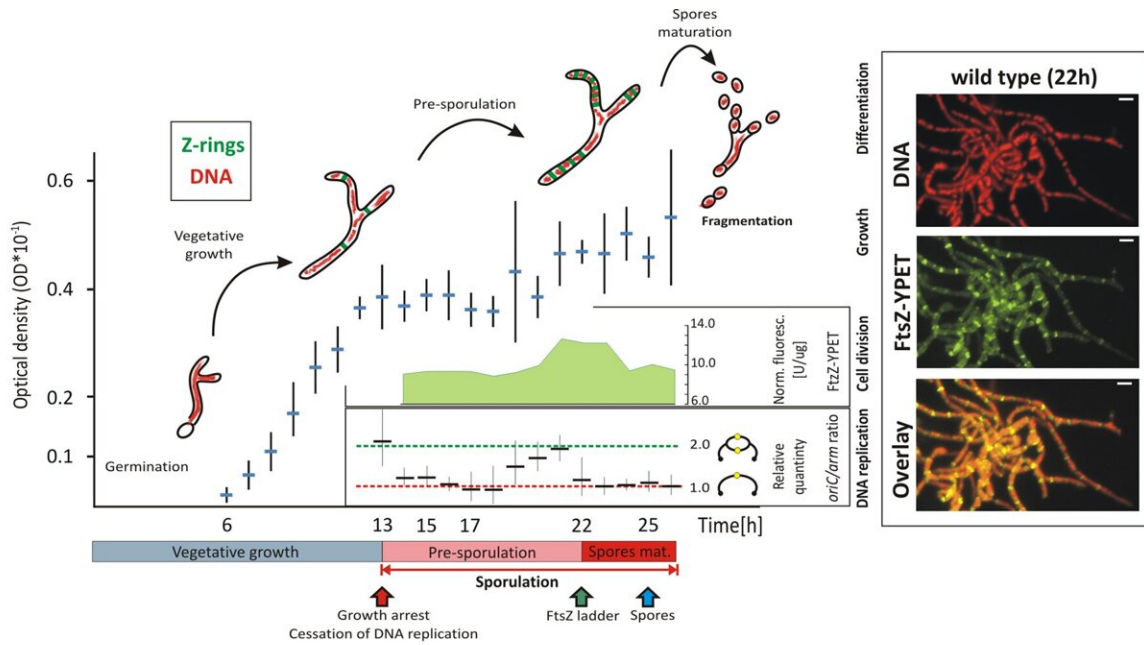 Spores
maturation
Pre-sporulation
Z-rings
DNA
Vegetative
growth
Fragmentation
Germination
Optical density (OD*10-1)
0.6
0.4
0.2
0.1
14.0
10.0
6.0
Norm. fluoresc.
[U/ug]
FtzZ-YPET
2.0
1.0
Relative
quantinty
oriC/arm ratio
Differentiation
Growth
Cell division
DNA replication
6
13
15
17
22
25
Time[h]
Vegetative growth
Pre-sporulation
Spores mat.
Sporulation
Growth arrest
Cessation of DNA replication
FtsZ ladder
Spores
wild type (22h)
DNA
FtsZ-YPET
Overlay